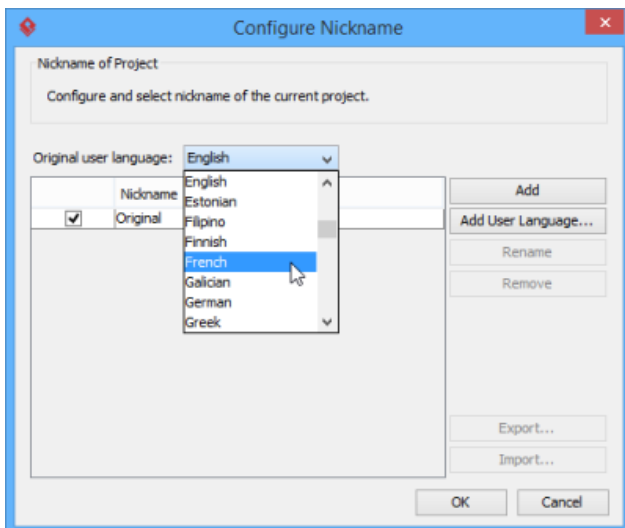 Configure Nickname
Nickname of Project
Configure and select nickname of the current project.
Original user language: English
Nickname
Original
English
Estonian
Filipino
Finnish
French
Galician
German
Greek
Add
Add User Language...
Rename
Remove
Export...
Import...
OK Cancel